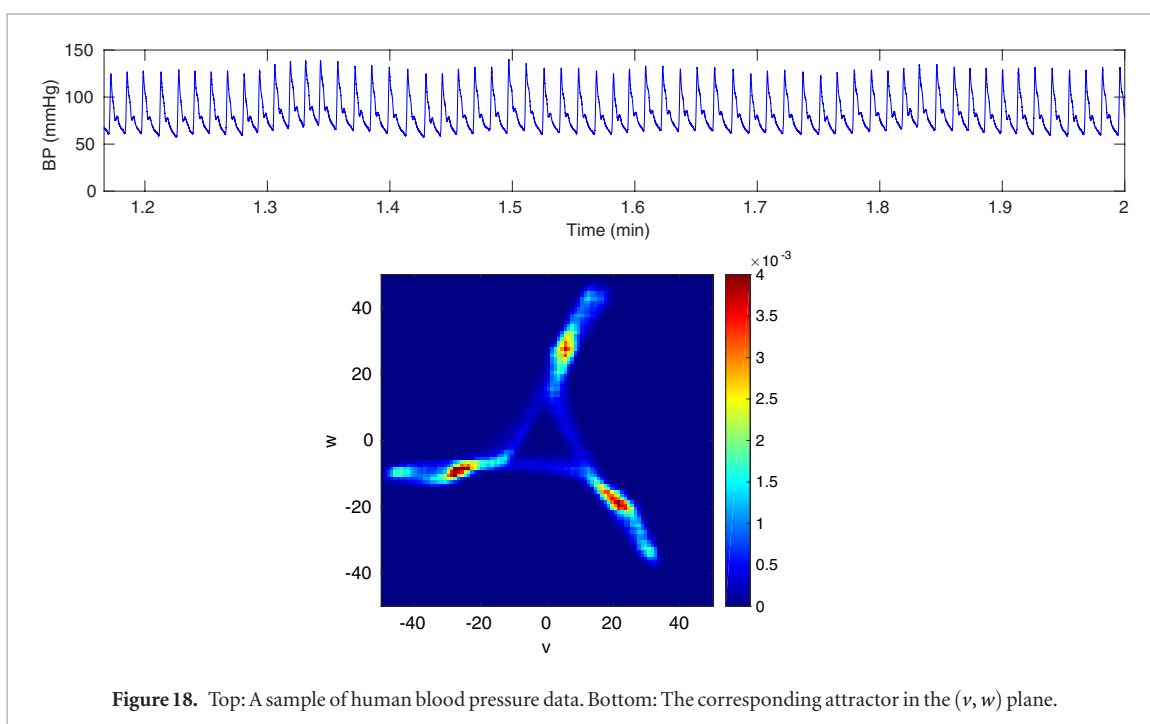 150
100
50
0
BP (mmHg)
1.2 1.3 1.4 1.5 1.6 1.7 1.8 1.9 2
Time (min)
×10⁻³
4
3.5
3
2.5
2
1.5
1
0.5
0
40
20
0
-20
-40
w
-40 -20 0 20 40
v
Figure 18. Top: A sample of human blood pressure data. Bottom: The corresponding attractor in the (v, w) plane.